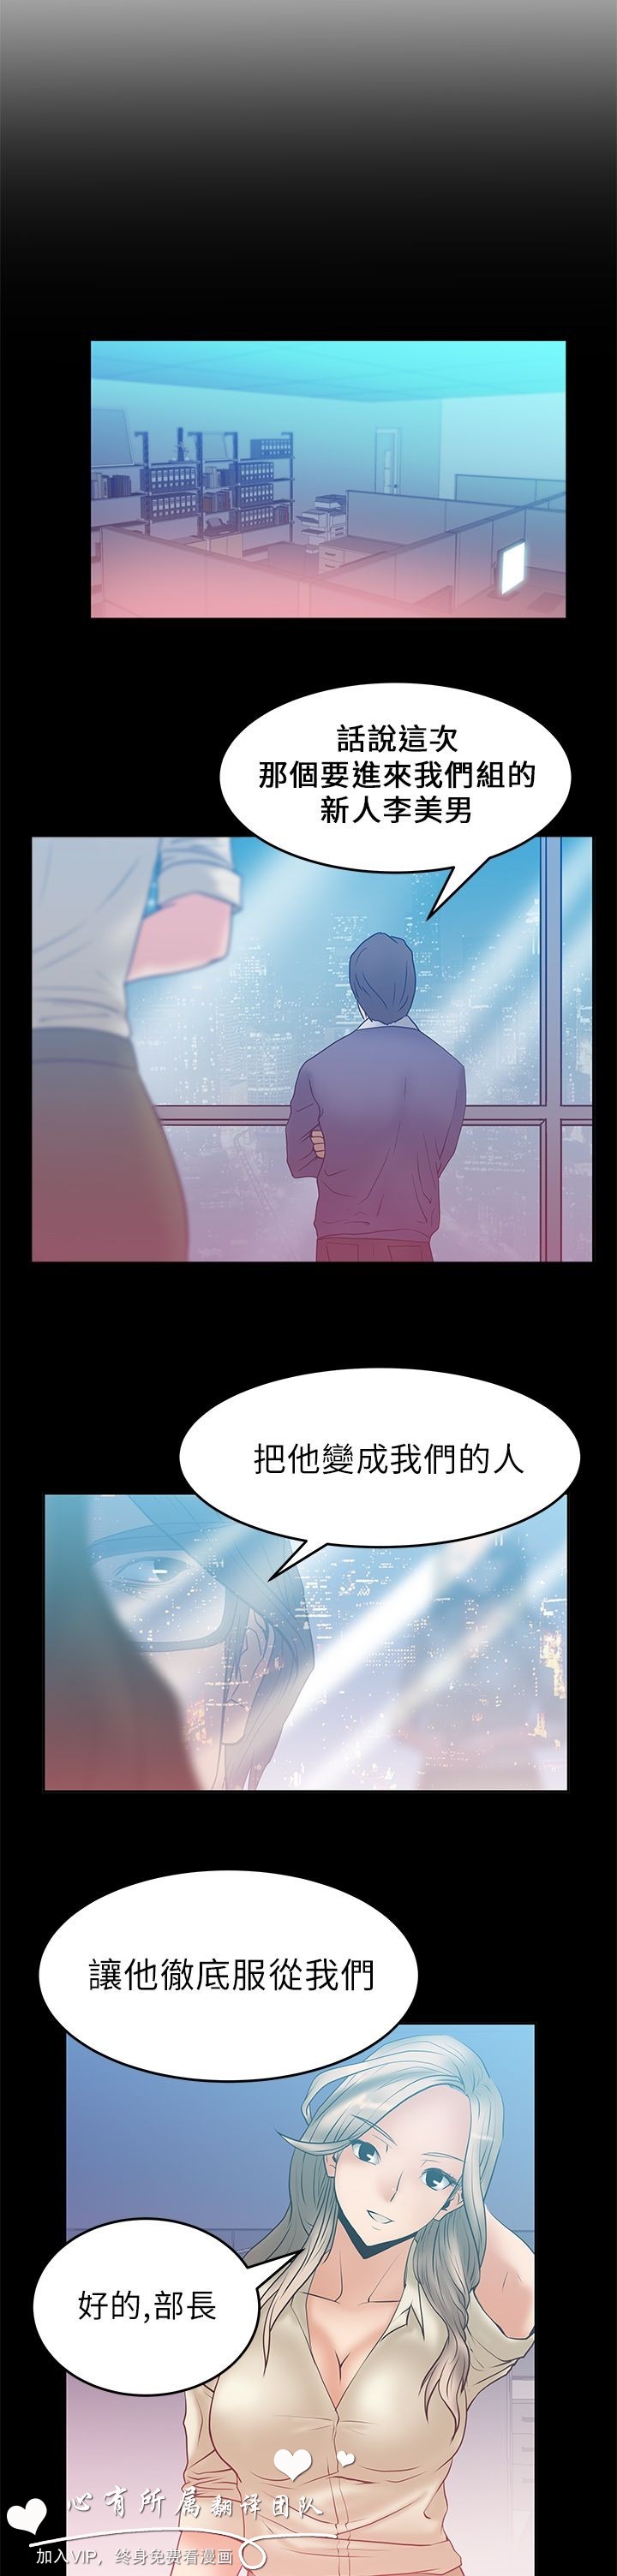 話說這次
那個要進來我們組的
新人李美男
把他變成我們的人
讓他徹底服從我們
好的,部長
心有所属翻译团队
加入VIP，终身免费看漫画